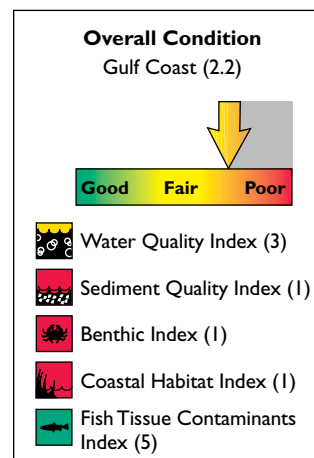 Overall Condition
Gulf Coast (2.2)
Good Fair Poor
Water Quality Index (3)
Sediment Quality Index (1)
Benthic Index (1)
Coastal Habitat Index (1)
Fish Tissue Contaminants
Index (5)